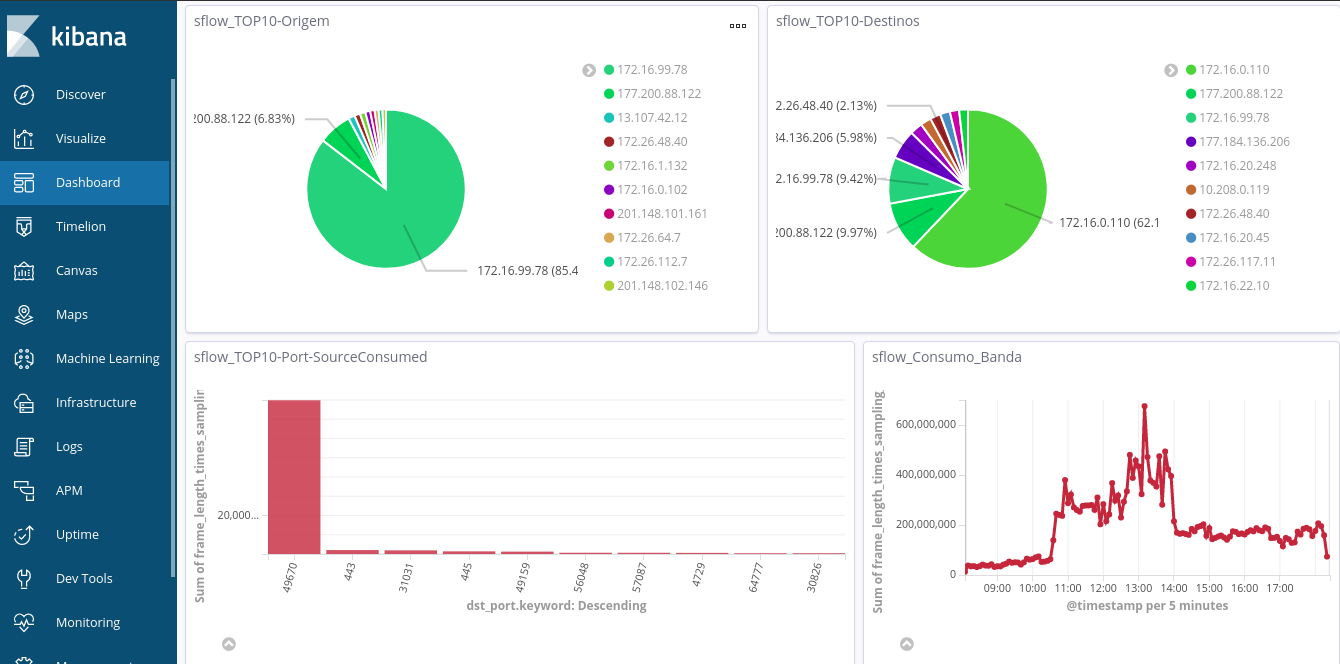 kibana
Discover
Visualize
Dashboard
Timelion
Canvas
Maps
Machine Learning
Infrastructure
Logs
APM
Uptime
Dev Tools
Monitoring
sflow_TOP10-Origem
200.88.122 (6.83%)
172.16.99.78 (85.4
172.16.99.78
177.200.88.122
13.107.42.12
172.26.48.40
172.16.1.132
172.16.0.102
201.148.101.161
172.26.64.7
172.26.112.7
201.148.102.146
sflow_TOP10-Destinos
2.26.48.40 (2.13%)
34.136.206 (5.98%)
2.16.99.78 (9.42%)
200.88.122 (9.97%)
172.16.0.110 (62.1
172.16.0.110
177.200.88.122
172.16.99.78
177.184.136.206
172.16.20.248
10.208.0.119
172.26.48.40
172.16.20.45
172.26.117.11
172.16.22.10
sflow_TOP10-Port-SourceConsumed
Sum of frame_length_times_samplin
20,000...
49670
443
31031
445
49159
56048
57087
4729
64777
30826
dst_port.keyword: Descending
sflow_Consumo_Banda
Sum of frame_length_times_sampling
600,000,000
400,000,000
200,000,000
0
09:00 10:00 11:00 12:00 13:00 14:00 15:00 16:00 17:00
@timestamp per 5 minutes